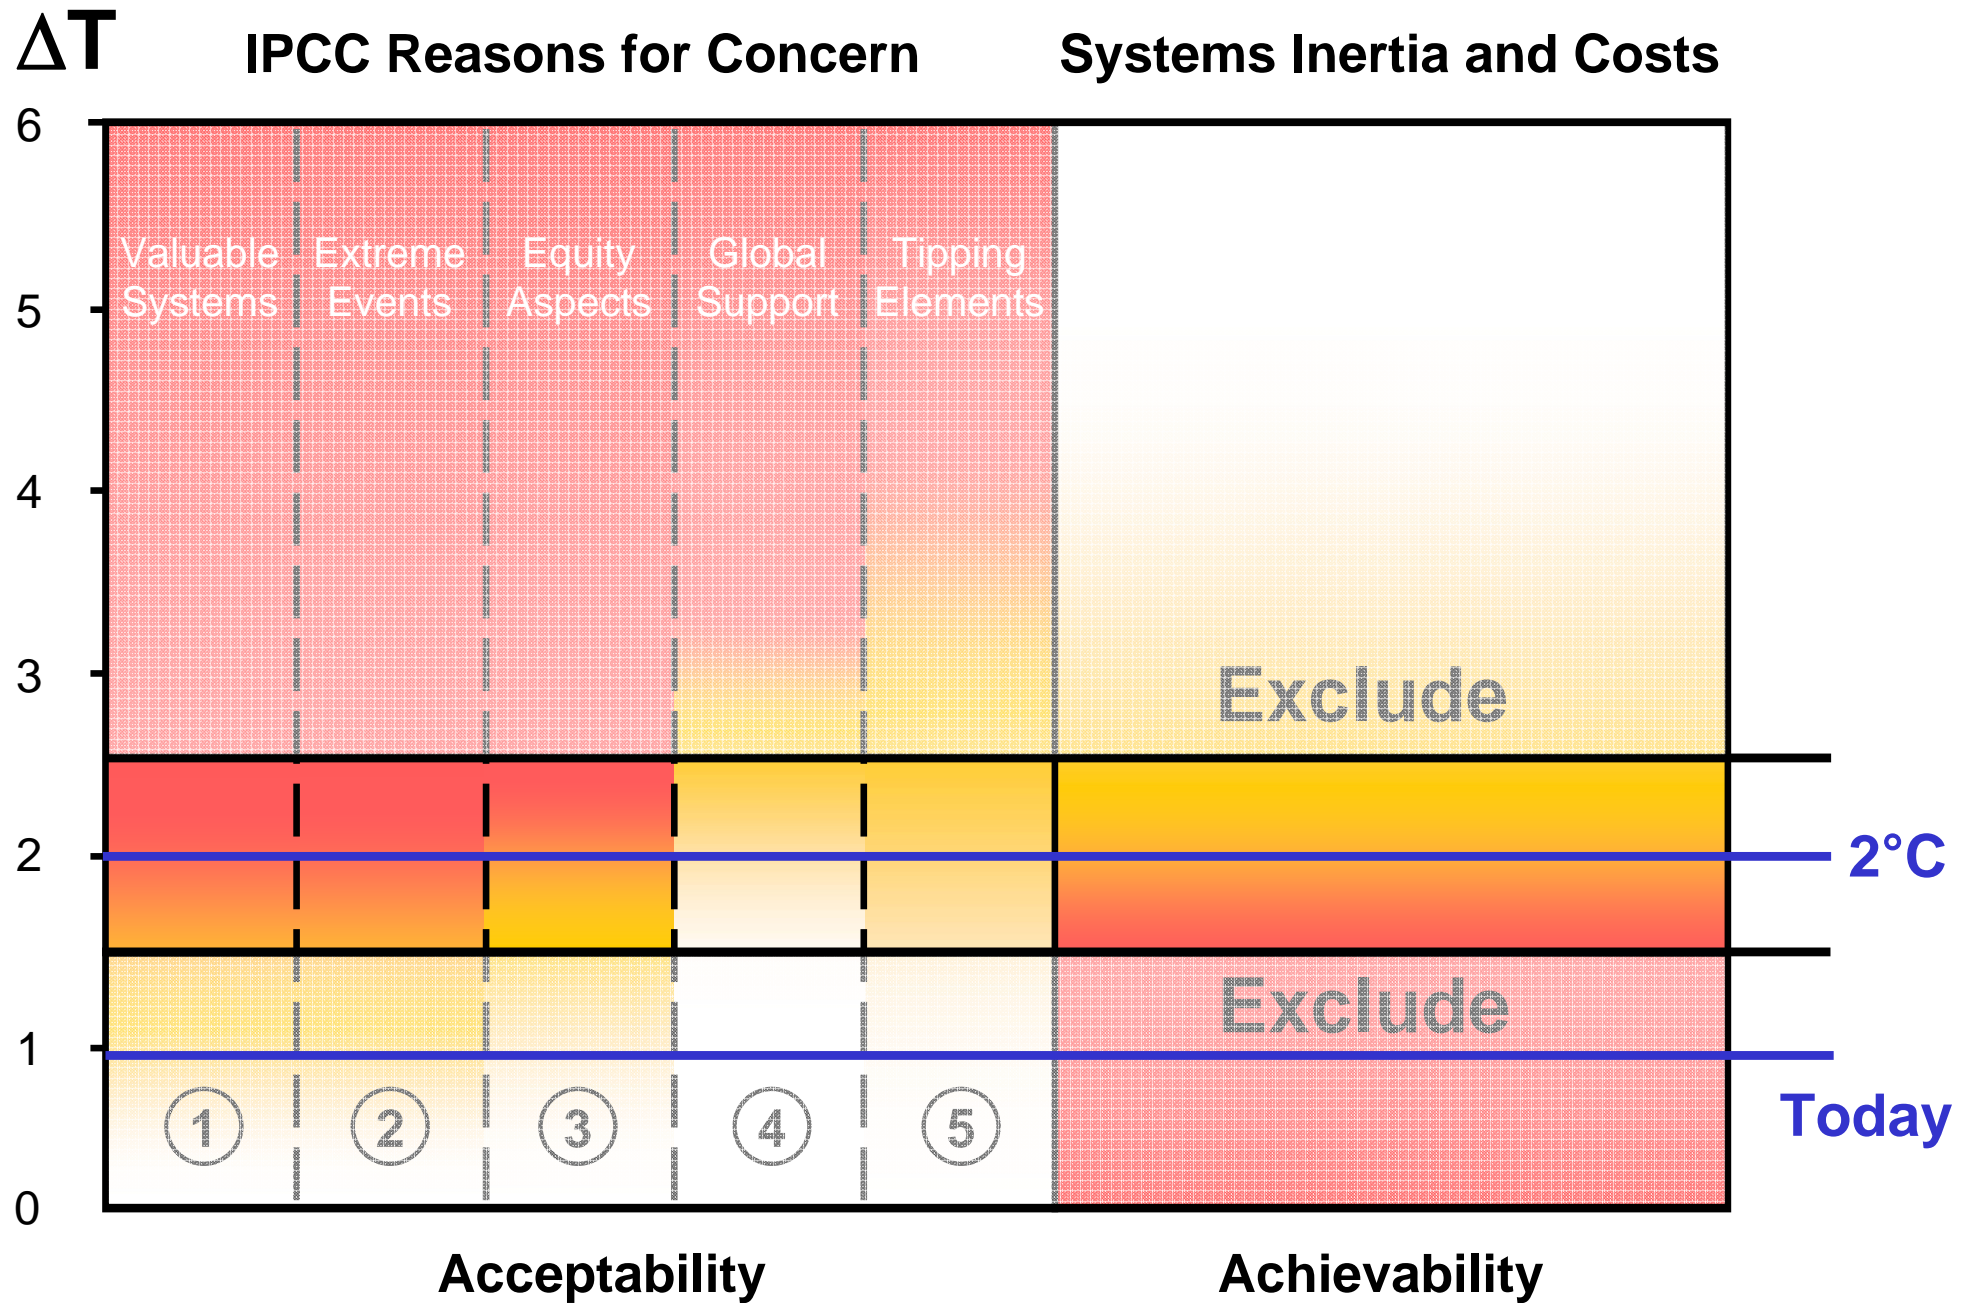 ΔT
IPCC Reasons for Concern
Systems Inertia and Costs
6
5
4
3
2
1
0
Valuable
Systems
Extreme
Events
Equity
Aspects
Global
Support
Tipping
Elements
Exclude
2°C
Exclude
Today
1
2
3
4
5
Acceptability
Achievability